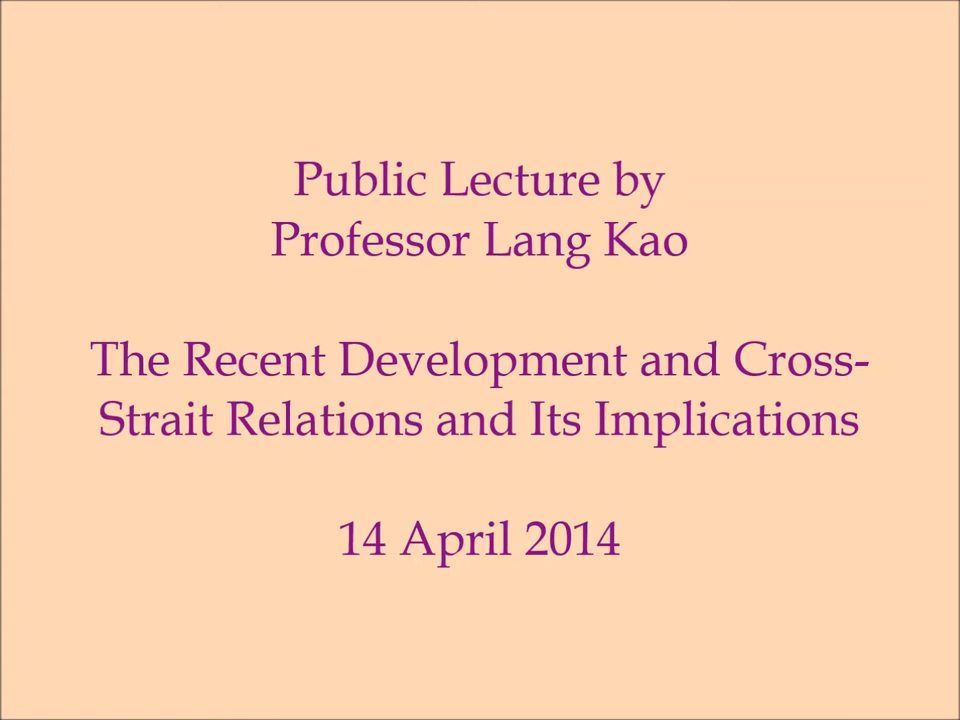 Public Lecture by
Professor Lang Kao
The Recent Development and Cross-
Strait Relations and Its Implications
14 April 2014